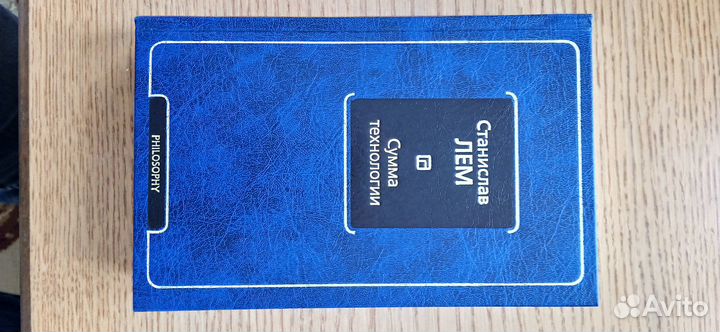 Станислав
ЛЕМ
Сумма
технологии
PHILOSOPHY
Avito